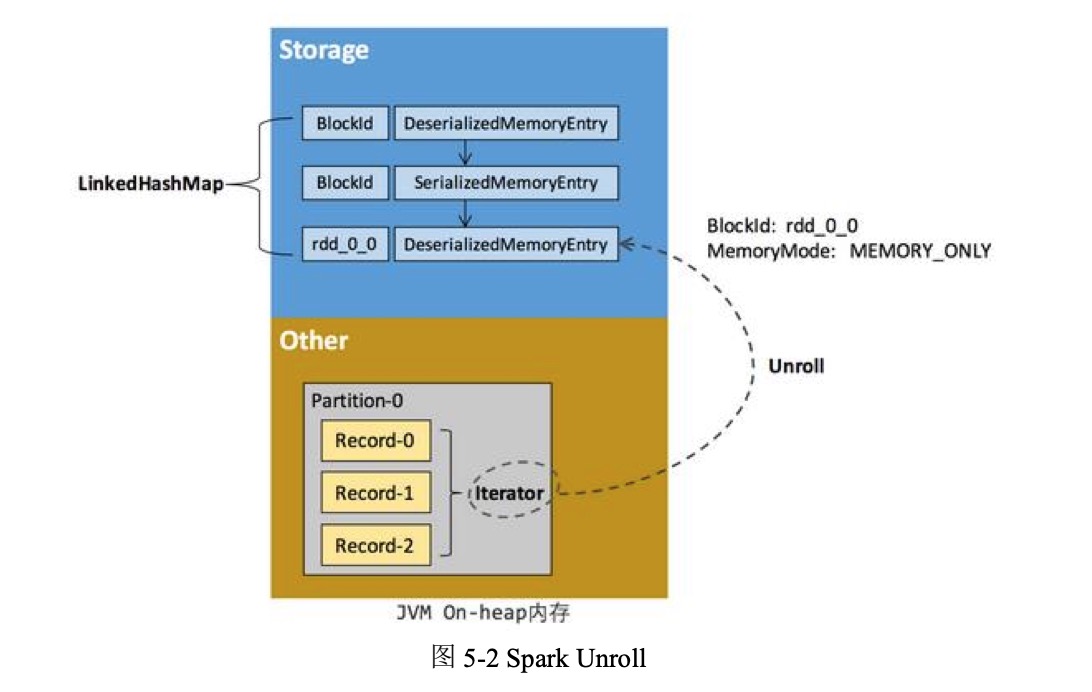 Storage
BlockId DeserializedMemoryEntry
LinkedHashMap
BlockId SerializedMemoryEntry
rdd_0_0 DeserializedMemoryEntry
BlockId: rdd_0_0
MemoryMode: MEMORY_ONLY
Other
Unroll
Partition-0
Record-0
Record-1
Iterator
Record-2
JVM On-heap内存
图 5-2 Spark Unroll